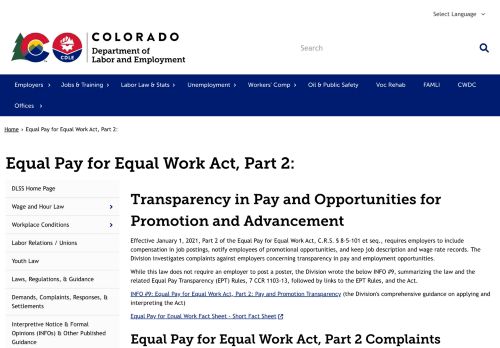 Select Language
COLORADO
Department of
Labor and Employment
CDLE
Search
Employers
Jobs & Training
Labor Law & Stats
Unemployment
Workers' Comp
Oil & Public Safety
Voc Rehab
FAMLI
CWDC
Offices
Home › Equal Pay for Equal Work Act, Part 2:
Equal Pay for Equal Work Act, Part 2:
DLSS Home Page
Wage and Hour Law
Workplace Conditions
Labor Relations / Unions
Youth Law
Laws, Regulations, & Guidance
Demands, Complaints, Responses, &
Settlements
Interpretive Notice & Formal
Opinions (INFOs) & Other Published
Guidance
Transparency in Pay and Opportunities for
Promotion and Advancement
Effective January 1, 2021, Part 2 of the Equal Pay for Equal Work Act, C.R.S. § 8-5-101 et seq., requires employers to include
compensation in job postings, notify employees of promotional opportunities, and keep job description and wage rate records. The
Division investigates complaints against employers concerning transparency in pay and employment opportunities.
While this law does not require an employer to post a poster, the Division wrote the below INFO #9, summarizing the law and the
related Equal Pay Transparency (EPT) Rules, 7 CCR 1103-13, followed by links to the EPT Rules, and the Act.
INFO #9: Equal Pay for Equal Work Act, Part 2: Pay and Promotion Transparency (the Division's comprehensive guidance on applying and
interpreting the Act)
Equal Pay for Equal Work Fact Sheet - Short Fact Sheet
Equal Pay for Equal Work Act, Part 2 Complaints